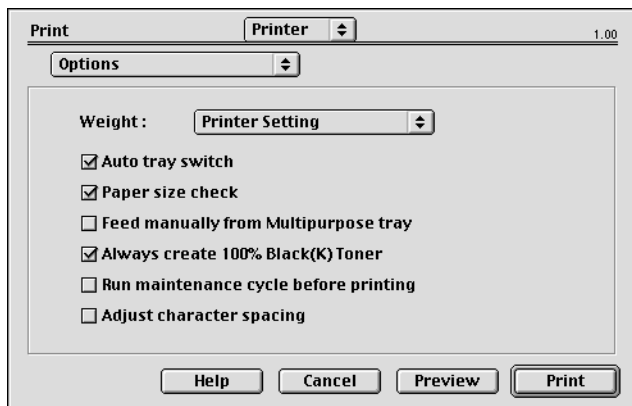 Print Printer 1.00
Options
Weight : Printer Setting
Auto tray switch
Paper size check
Feed manually from Multipurpose tray
Always create 100% Black(K) Toner
Run maintenance cycle before printing
Adjust character spacing
Help Cancel Preview Print